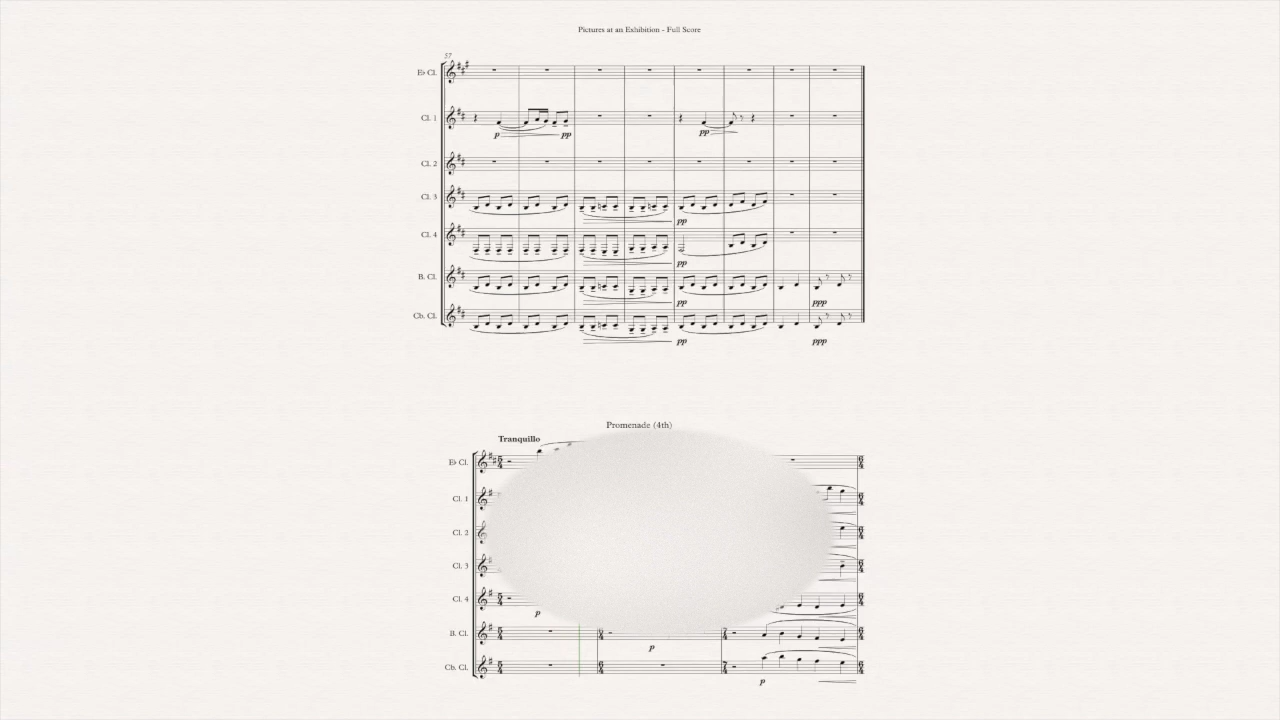 Pictures at an Exhibition - Full Score
57
E♭ Cl.
Cl. 1
p
pp
pp
Cl. 2
Cl. 3
pp
Cl. 4
pp
B. Cl.
pp
ppp
Cb. Cl.
pp
ppp
Promenade (4th)
Tranquillo
E♭ Cl.
Cl. 1
Cl. 2
Cl. 3
Cl. 4
p
B. Cl.
p
Cb. Cl.
p